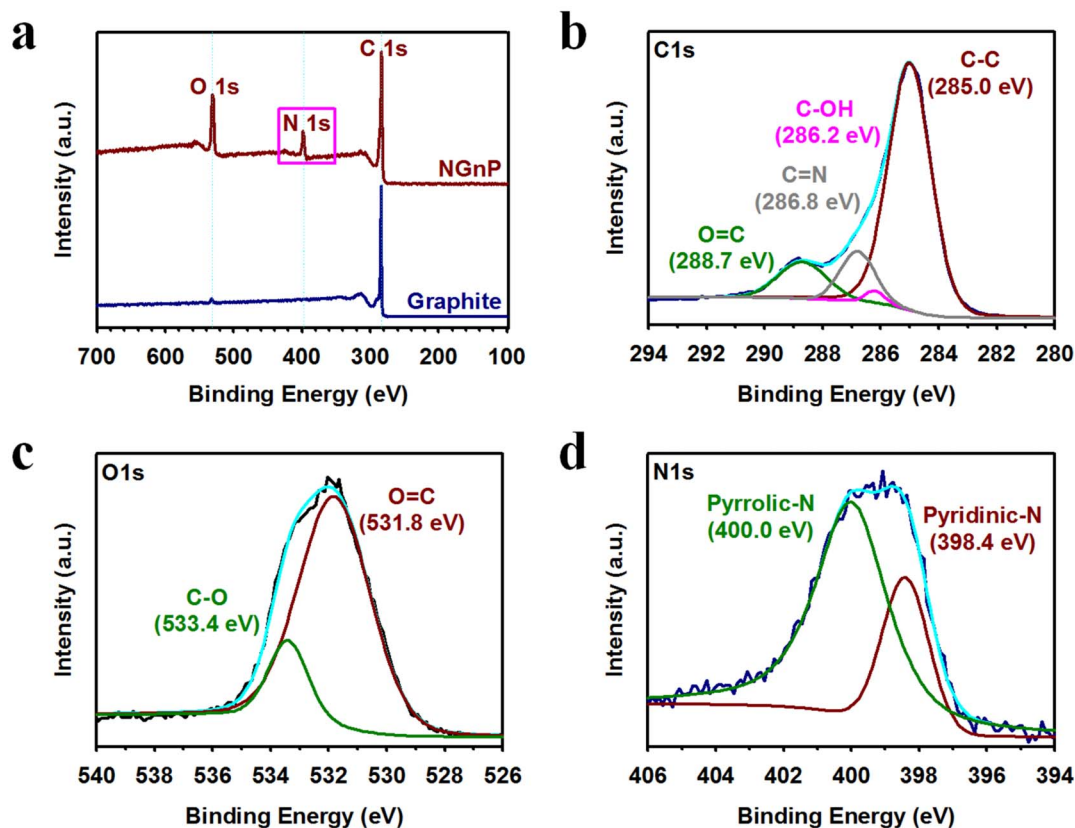 a
C 1s
O 1s
N 1s
NGnP
Graphite
Intensity (a.u.)
700 600 500 400 300 200 100
Binding Energy (eV)
b
C1s
C-C
(285.0 eV)
C-OH
(286.2 eV)
C=N
(286.8 eV)
O=C
(288.7 eV)
Intensity (a.u.)
294 292 290 288 286 284 282 280
Binding Energy (eV)
c
O1s
O=C
(531.8 eV)
C-O
(533.4 eV)
Intensity (a.u.)
540 538 536 534 532 530 528 526
Binding Energy (eV)
d
N1s
Pyrrolic-N
(400.0 eV)
Pyridinic-N
(398.4 eV)
Intensity (a.u.)
406 404 402 400 398 396 394
Binding Energy (eV)